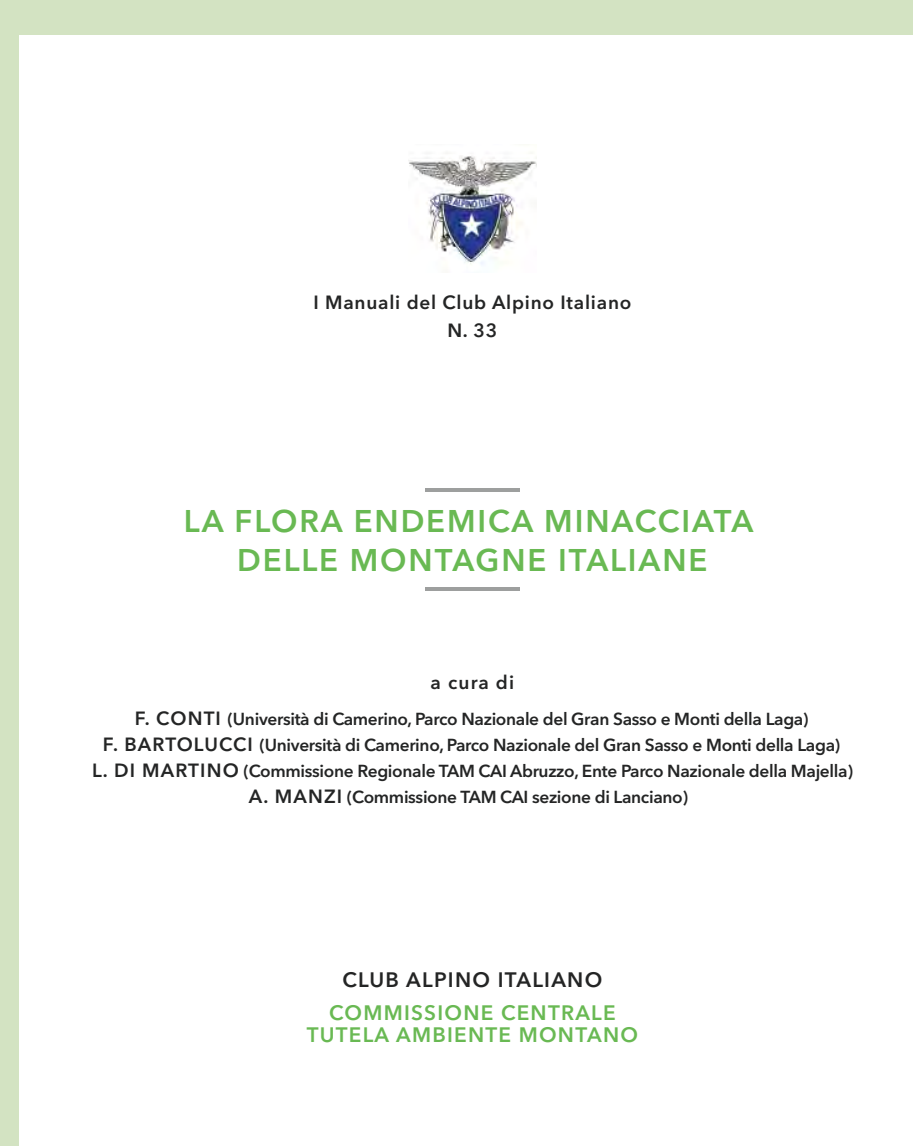 CLUB ALPINO ITALIANO
I Manuali del Club Alpino Italiano
N. 33
LA FLORA ENDEMICA MINACCIATA
DELLE MONTAGNE ITALIANE
a cura di
F. CONTI (Università di Camerino, Parco Nazionale del Gran Sasso e Monti della Laga)
F. BARTOLUCCI (Università di Camerino, Parco Nazionale del Gran Sasso e Monti della Laga)
L. DI MARTINO (Commissione Regionale TAM CAI Abruzzo, Ente Parco Nazionale della Majella)
A. MANZI (Commissione TAM CAI sezione di Lanciano)
CLUB ALPINO ITALIANO
COMMISSIONE CENTRALE
TUTELA AMBIENTE MONTANO